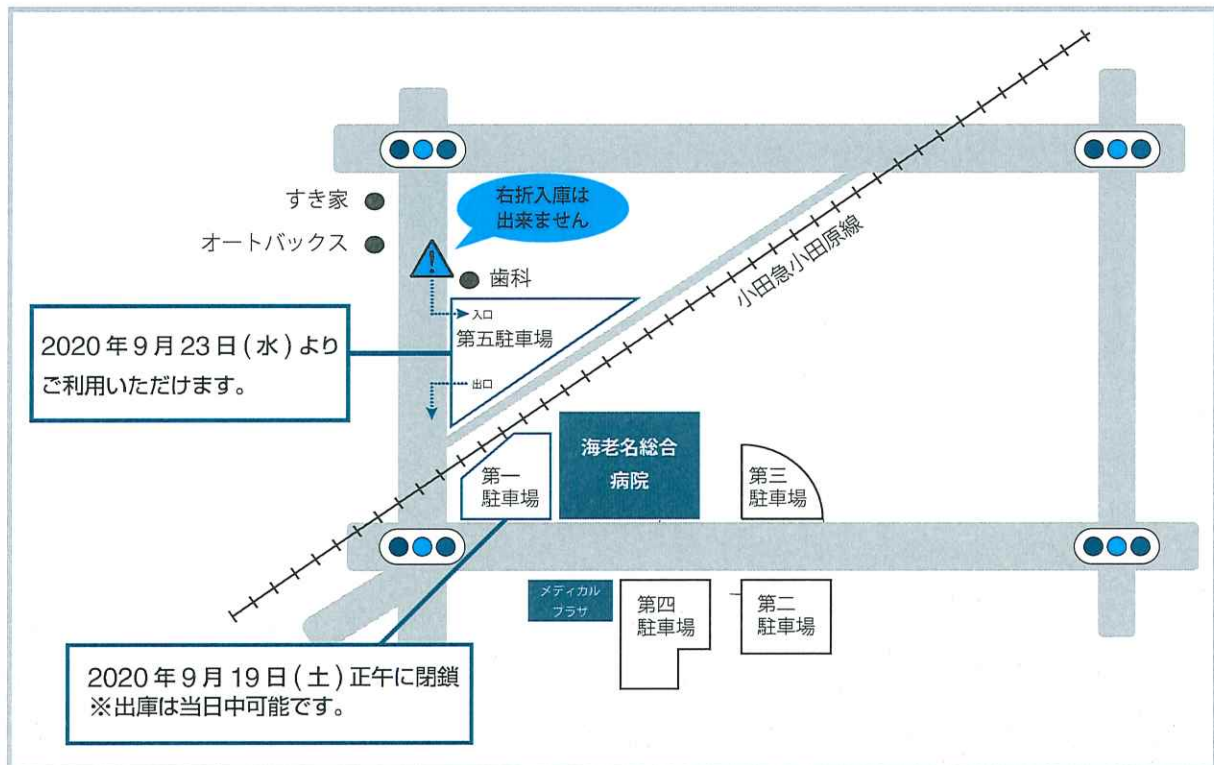 右折入庫は
出来ません
すき家
オートバックス
歯科
小田急小田原線
入口
第五駐車場
出口
2020年9月23日(水)より
ご利用いただけます。
海老名総合
病院
第一
駐車場
第三
駐車場
メディカル
プラザ
第四
駐車場
第二
駐車場
2020年9月19日(土)正午に閉鎖
※出庫は当日中可能です。